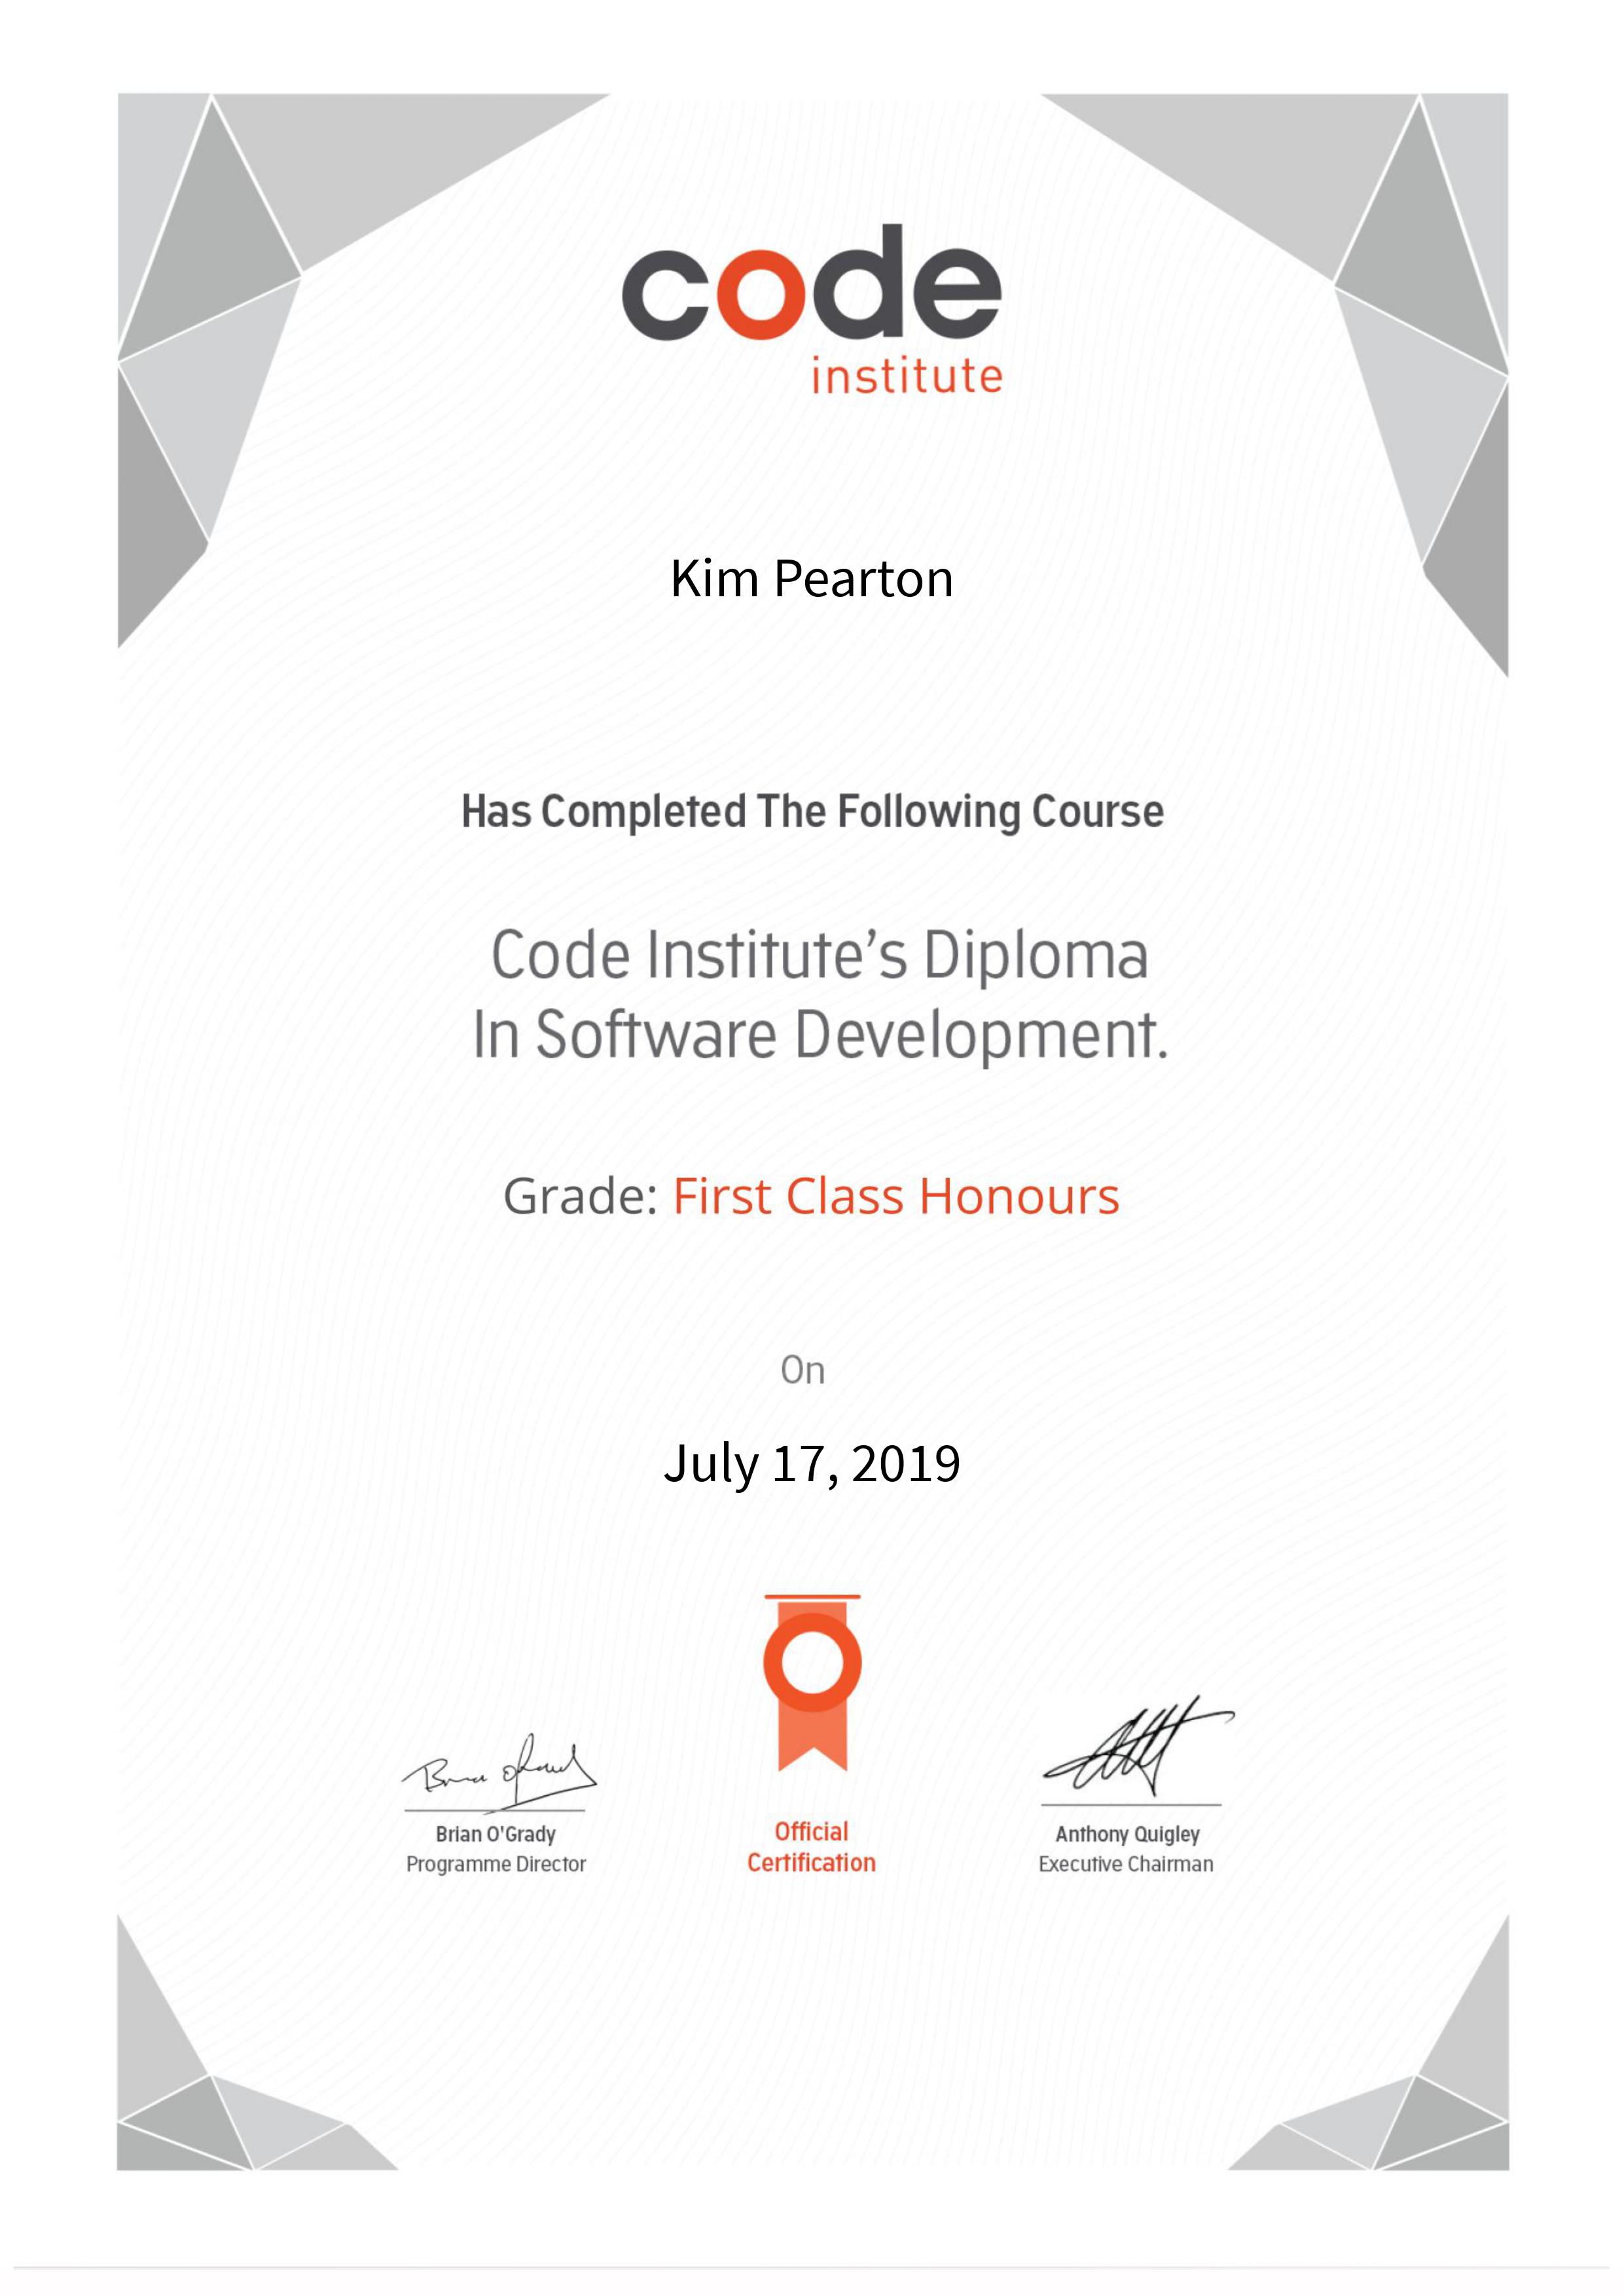 code
institute
Kim Pearton
Has Completed The Following Course
Code Institute’s Diploma
In Software Development.
Grade: First Class Honours
On
July 17, 2019
Brian O'Grady
Programme Director
Official
Certification
Anthony Quigley
Executive Chairman